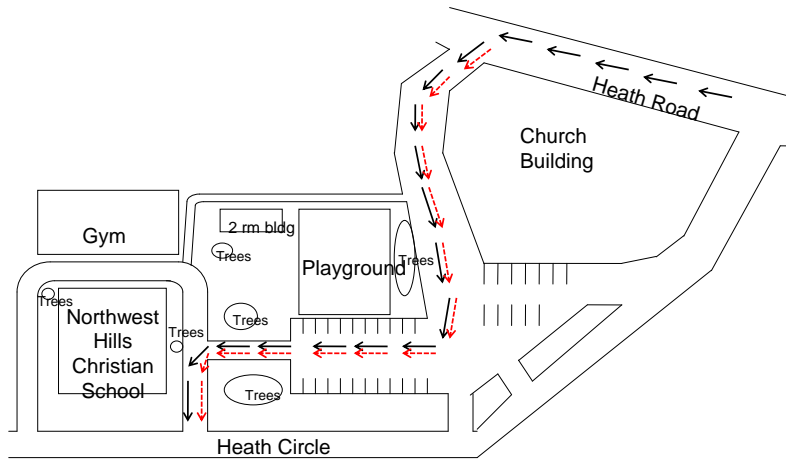 Heath Road
Church
Building
Gym
2 rm bldg
Trees
Playground
Trees
Trees
Trees
Northwest
Hills
Christian
School
Trees
Trees
Heath Circle